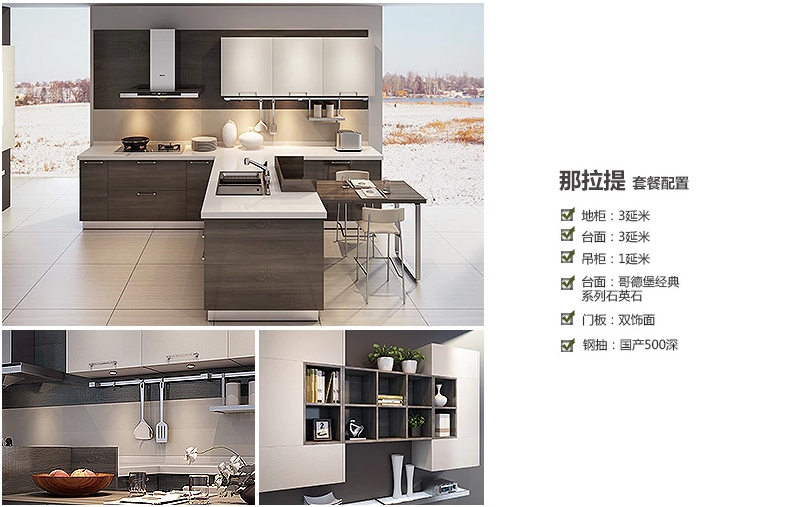 那拉提 套餐配置
地柜：3延米
台面：3延米
吊柜：1延米
台面：哥德堡经典
系列石英石
门板：双饰面
钢抽：国产500深